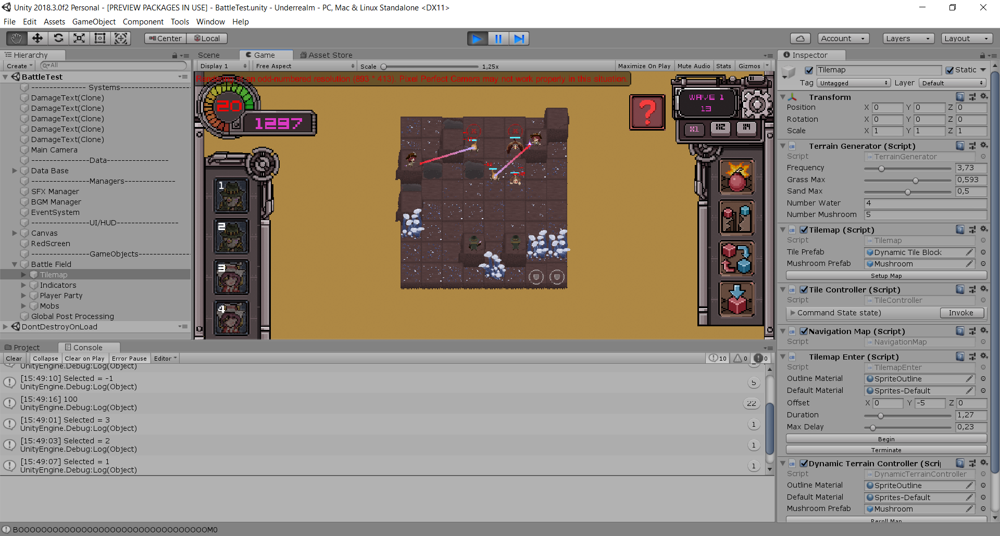 Unity 2018.3.0f2 Personal - [PREVIEW PACKAGES IN USE] - BattleTest.unity - Underrealm - PC, Mac & Linux Standalone <DX11>
File Edit Assets GameObject Component Tools Window Help
Center Local Account Layers Layout
Hierarchy
Create All
BattleTest
-------------- Systems------------------
DamageText(Clone)
DamageText(Clone)
DamageText(Clone)
DamageText(Clone)
DamageText(Clone)
Main Camera
---------------Data----------------
Data Base
---------------Managers-------------
SFX Manager
BGM Manager
EventSystem
---------------UI/HUD----------------
Canvas
RedScreen
---------------GameObjects-------------
Battle Field
Tilemap
Indicators
Player Party
Mobs
Global Post Processing
DontDestroyOnLoad
Scene Game Asset Store
Display 1 Free Aspect Scale 1,25x Maximize On Play Mute Audio Stats Gizmos
Rendering at an odd-numbered resolution (893 * 413). Pixel Perfect Camera may not work properly in this situation.
20
1297
1
2
3
4
?
WAVE 1
13
X1 X2 X4
Project Console
Clear Collapse Clear on Play Error Pause Editor 10 0 0
UnityEngine.Debug:Log(Object)
[15:49:10] Selected = -1
UnityEngine.Debug:Log(Object)
5
[15:49:16] 100
UnityEngine.Debug:Log(Object)
22
[15:49:01] Selected = 3
UnityEngine.Debug:Log(Object)
1
[15:49:03] Selected = 2
UnityEngine.Debug:Log(Object)
1
[15:49:07] Selected = 1
UnityEngine.Debug:Log(Object)
1
BOOOOOOOOOOOOOOOOOOOOOOOOOOOOOOOOOM0
Inspector
Tilemap Static
Tag Untagged Layer Default
Transform
Position X 0 Y 0 Z 0
Rotation X 0 Y 0 Z 0
Scale X 1 Y 1 Z 1
Terrain Generator (Script)
Script TerrainGenerator
Frequency 3,73
Grass Max 0,593
Sand Max 0,5
Number Water 4
Number Mushroom 5
Tilemap (Script)
Script Tilemap
Tile Prefab Dynamic Tile Block
Mushroom Prefab Mushroom
Setup Map
Tile Controller (Script)
Script TileController
Command State state) Invoke
Navigation Map (Script)
Script NavigationMap
Tilemap Enter (Script)
Script TilemapEnter
Outline Material SpriteOutline
Default Material Sprites-Default
Offset X 0 Y -5 Z 0
Duration 1,27
Max Delay 0,23
Begin
Terminate
Dynamic Terrain Controller (Scri
Script DynamicTerrainController
Outline Material SpriteOutline
Default Material Sprites-Default
Mushroom Prefab Mushroom
Reroll Map